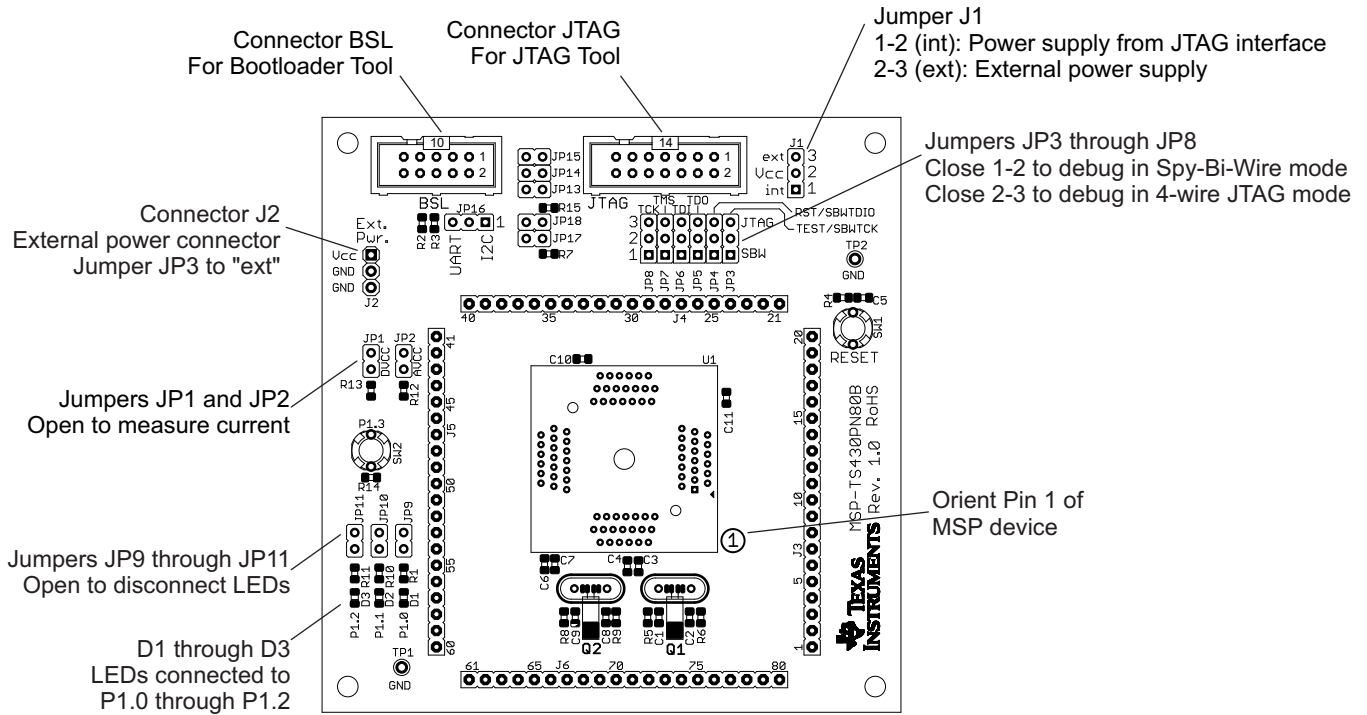 Connector BSL
For Bootloader Tool
Connector JTAG
For JTAG Tool
Jumper J1
1-2 (int): Power supply from JTAG interface
2-3 (ext): External power supply
Jumpers JP3 through JP8
Close 1-2 to debug in Spy-Bi-Wire mode
Close 2-3 to debug in 4-wire JTAG mode
Connector J2
External power connector
Jumper JP3 to "ext"
Jumpers JP1 and JP2
Open to measure current
Jumpers JP9 through JP11
Open to disconnect LEDs
D1 through D3
LEDs connected to
P1.0 through P1.2
Orient Pin 1 of
MSP device
10
1
2
BSL
JP15
JP14
JP13
R15
JP18
JP17
R7
14
1
2
JTAG
J1
ext 3
Vcc 2
int 1
TMS TDO
TCK TDI
RST/SBWTDIO
TEST/SBWTCK
3
2
1
JTAG
SBW
JP8
JP7
JP6
JP5
JP4
JP3
TP2
GND
R4
C5
SW1
RESET
Ext.
Pwr.
Vcc
GND
GND
J2
R2
R3
JP16
1
UART
I2C
40
35
30
J4
25
21
JP1
JP2
DVCC
AVCC
R13
R12
P1.3
SW2
R14
41
45
J5
50
55
60
C10
U1
C11
20
15
10
J3
5
1
MSP-TS430PN80B
Rev. 1.0 RoHS
TEXAS
INSTRUMENTS
1
JP11
JP10
JP9
R11
R10
R1
D3
D2
D1
P1.2
P1.1
P1.0
TP1
GND
C6
C7
C4
C3
R8
C9
C8
R9
Q2
R5
C1
C2
R6
Q1
61
65
J6
70
75
80